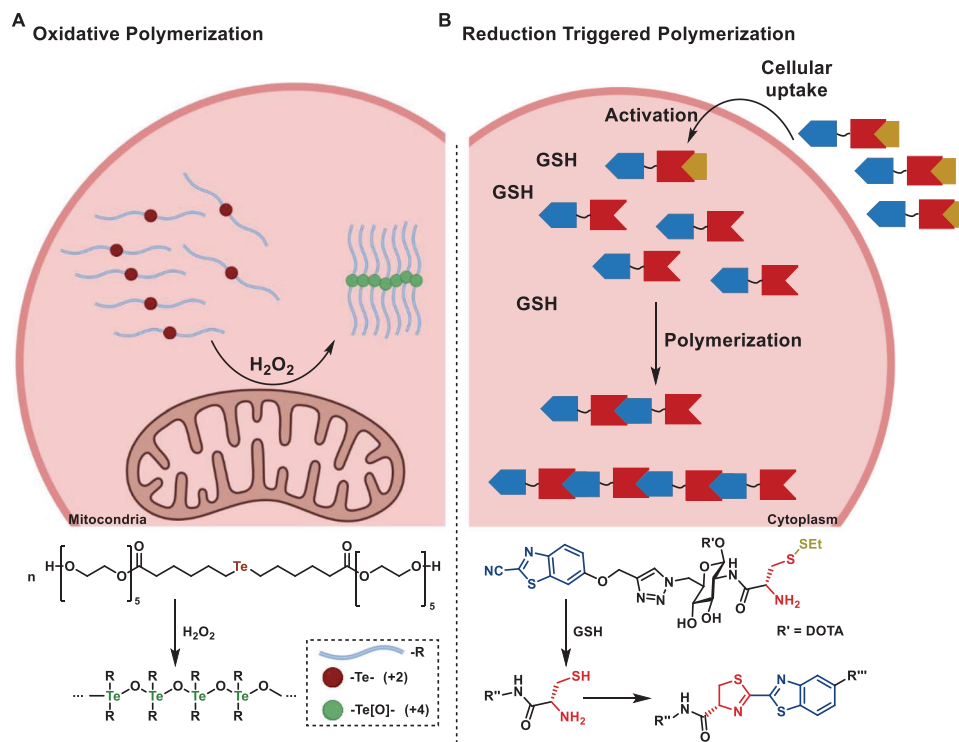 A
Oxidative Polymerization
H2O2
Mitocondria
n
H
O
O
5
O
Te
O
O
O
H
5
H2O2
R
R
R
R
Te
O
Te
O
Te
O
Te
O
R
R
R
R
-R
-Te- (+2)
-Te[O]- (+4)
B
Reduction Triggered Polymerization
Cellular
uptake
Activation
GSH
GSH
GSH
Polymerization
Cytoplasm
NC
N
S
O
N
N
N
R'O
O
HO
HO
H
N
O
S
SEt
NH2
R' = DOTA
GSH
R''
H
N
O
SH
NH2
R''
H
N
O
S
N
N
S
R'''